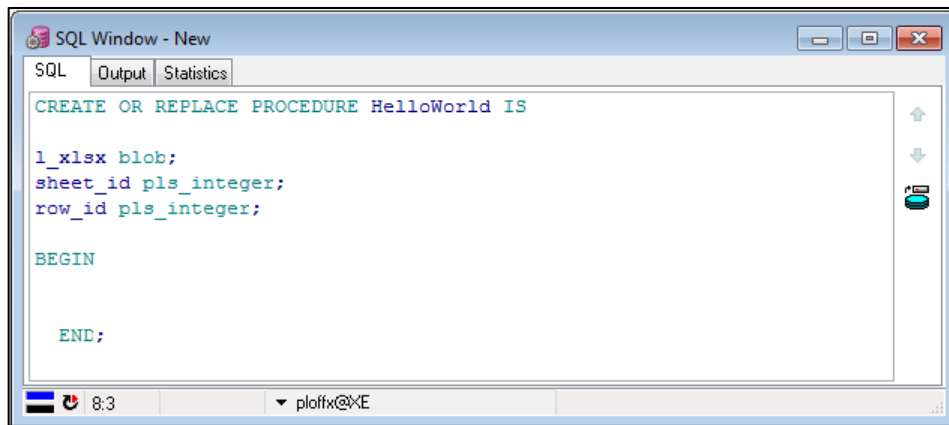 SQL Window - New
SQL Output Statistics
CREATE OR REPLACE PROCEDURE HelloWorld IS
l_xlsx blob;
sheet_id pls_integer;
row_id pls_integer;
BEGIN
END;
8:3 ploffx@XE